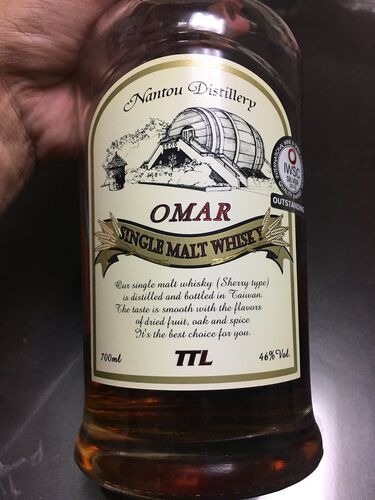 Nantou Distillery
OMAR
SINGLE MALT WHISKY
Our single malt whisky (Sherry type)
is distilled and bottled in Taiwan.
The taste is smooth with the flavors
of dried fruit, oak and spice
It's the best choice for you.
700ml
TTL
46% Vol.
IWSC
SILVER
OUTSTANDING